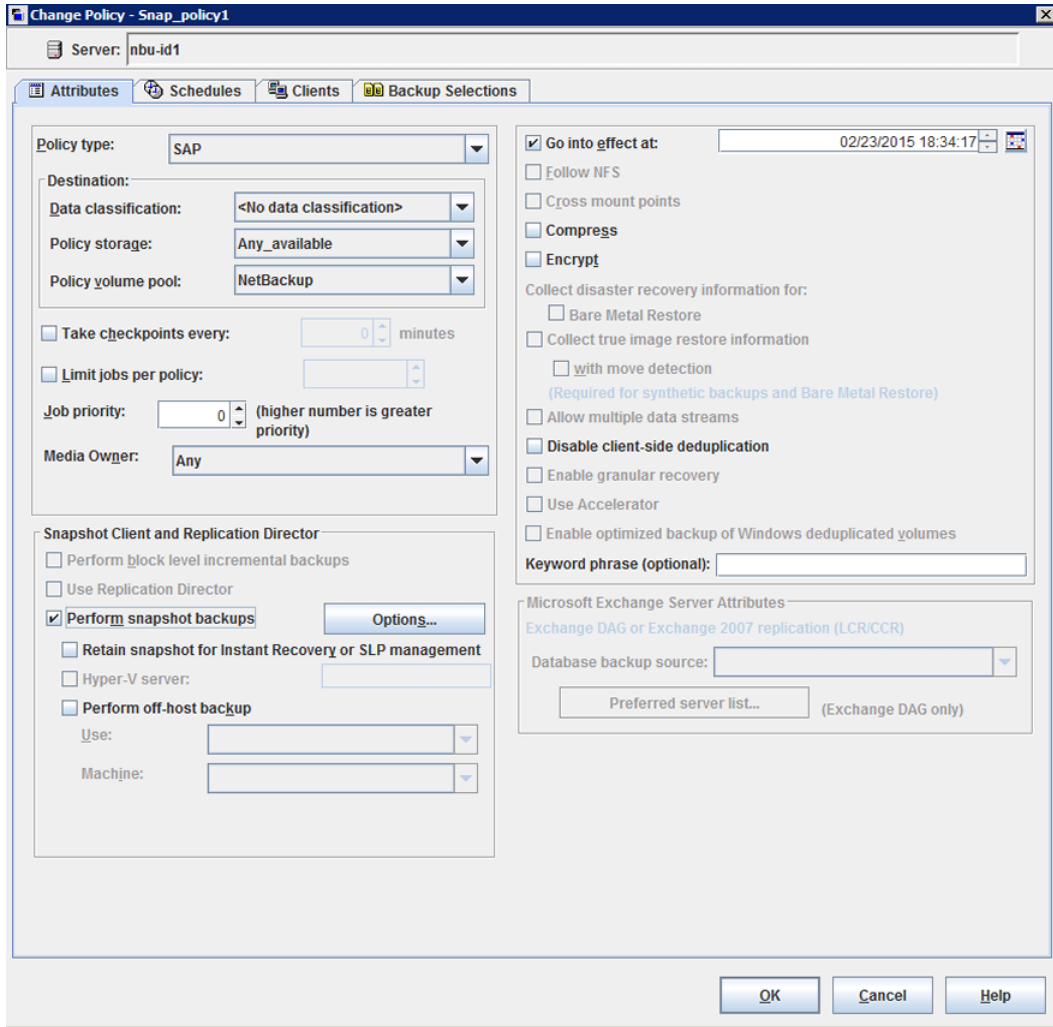 Change Policy - Snap_policy1
Server: nbu-id1
Attributes Schedules Clients Backup Selections
Policy type: SAP
Destination:
Data classification: <No data classification>
Policy storage: Any_available
Policy volume pool: NetBackup
Take checkpoints every: 0 minutes
Limit jobs per policy:
Job priority: 0 (higher number is greater
priority)
Media Owner: Any
Snapshot Client and Replication Director
Perform block level incremental backups
Use Replication Director
Perform snapshot backups Options...
Retain snapshot for Instant Recovery or SLP management
Hyper-V server:
Perform off-host backup
Use:
Machine:
Go into effect at: 02/23/2015 18:34:17
Follow NFS
Cross mount points
Compress
Encrypt
Collect disaster recovery information for:
Bare Metal Restore
Collect true image restore information
with move detection
(Required for synthetic backups and Bare Metal Restore)
Allow multiple data streams
Disable client-side deduplication
Enable granular recovery
Use Accelerator
Enable optimized backup of Windows deduplicated volumes
Keyword phrase (optional):
Microsoft Exchange Server Attributes
Exchange DAG or Exchange 2007 replication (LCR/CCR)
Database backup source:
Preferred server list... (Exchange DAG only)
OK Cancel Help